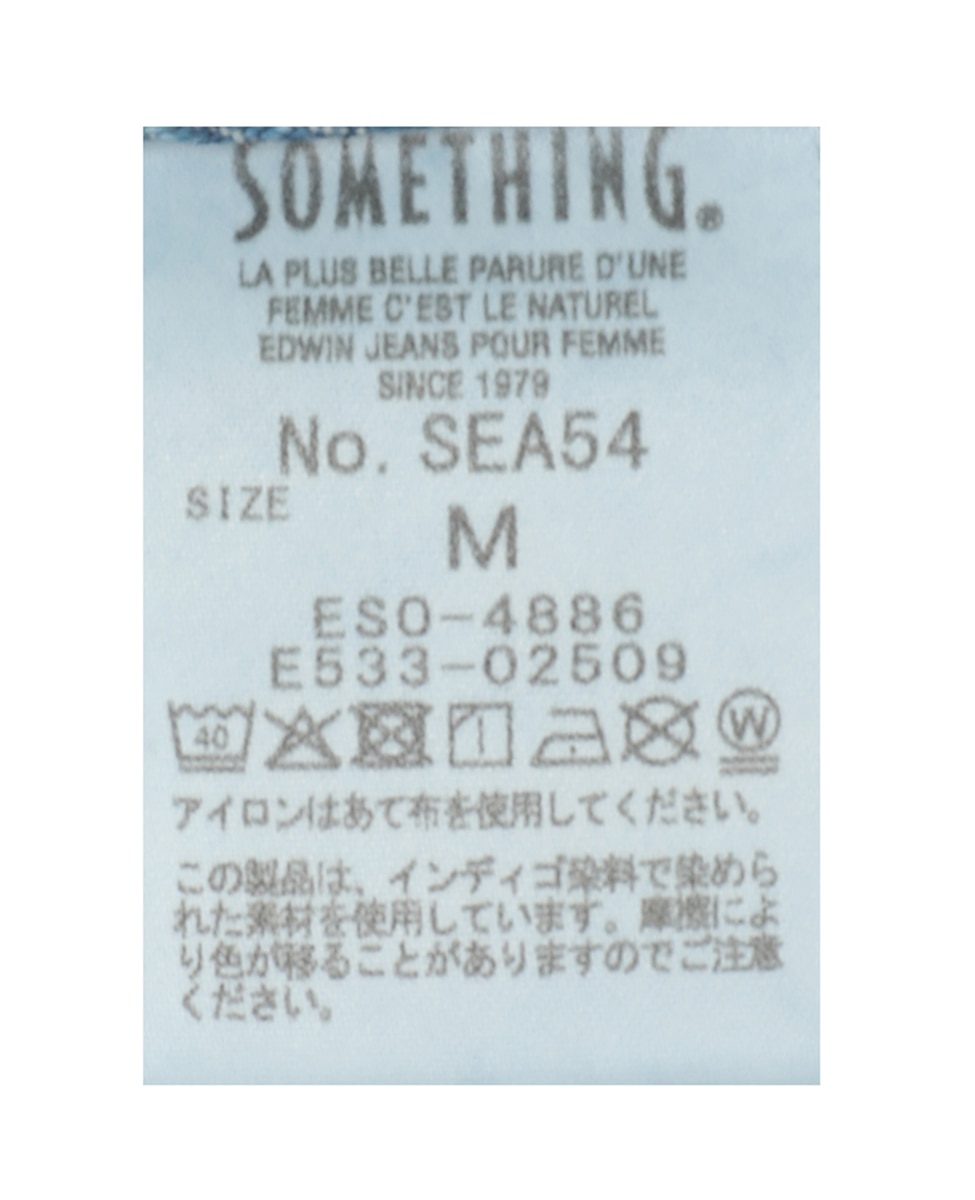 SOMETHING®
LA PLUS BELLE PARURE D'UNE
FEMME C'EST LE NATUREL
EDWIN JEANS POUR FEMME
SINCE 1979
No. SEA54
SIZE
M
ESO-4886
E533-02509
40 W
アイロンはあて布を使用してください。
この製品は、インディゴ染料で染めら
れた素材を使用しています。摩擦によ
り色が移ることがありますのでご注意
ください。